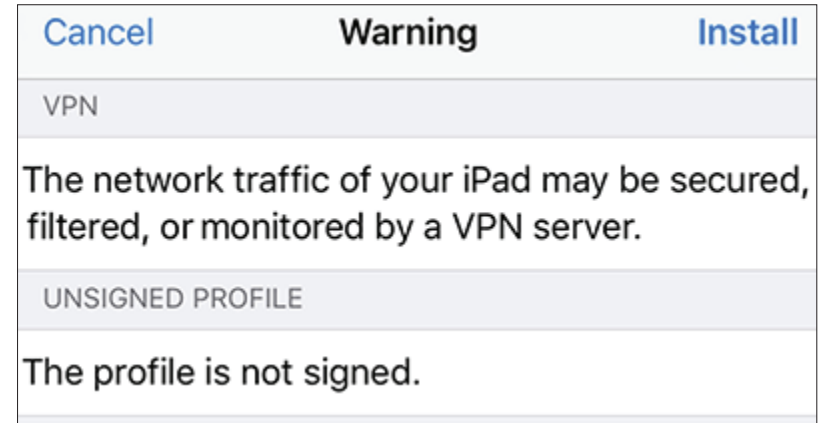 Cancel Warning Install
VPN
The network traffic of your iPad may be secured,
filtered, or monitored by a VPN server.
UNSIGNED PROFILE
The profile is not signed.